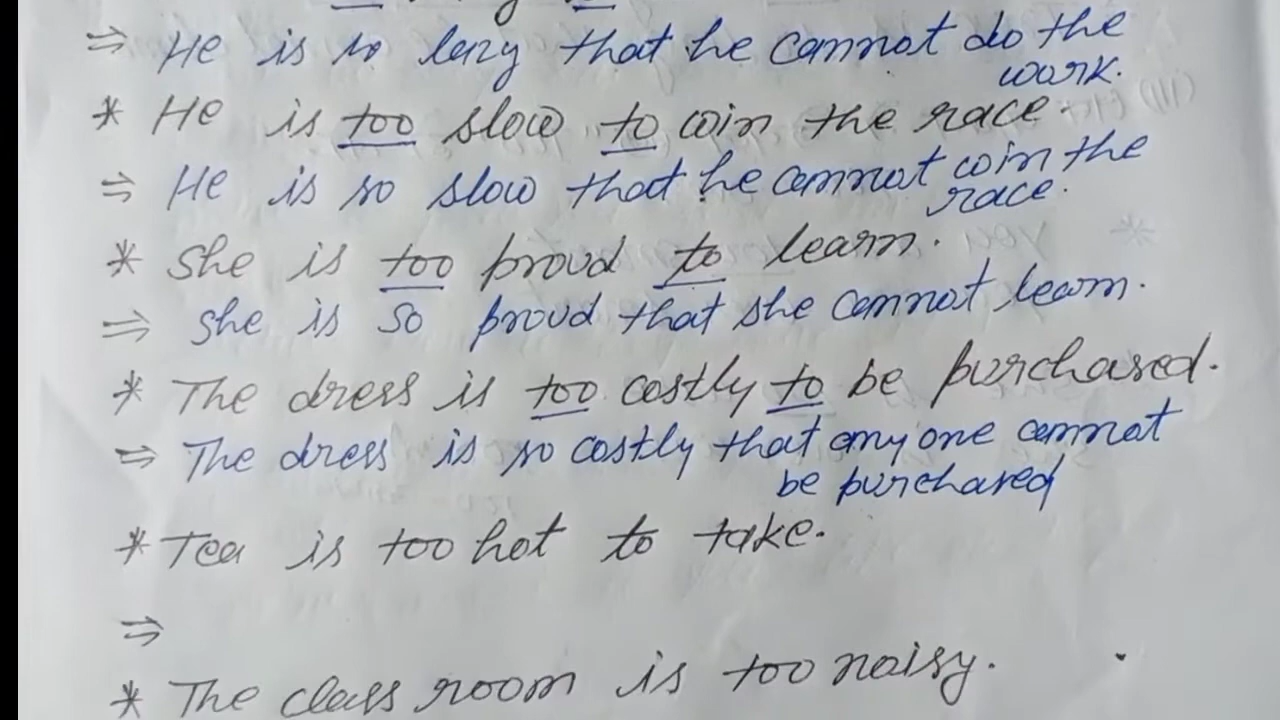 ⇒ He is so lazy that he cannot do the
work.
* He is too slow to win the race.
⇒ He is so slow that he cannot win the
race.
* She is too proud to learn.
⇒ She is so proud that she cannot learn.
* The dress is too costly to be purchased.
⇒ The dress is so costly that any one cannot
be purchased
* Tea is too hot to take.
⇒
* The class room is too noisy.